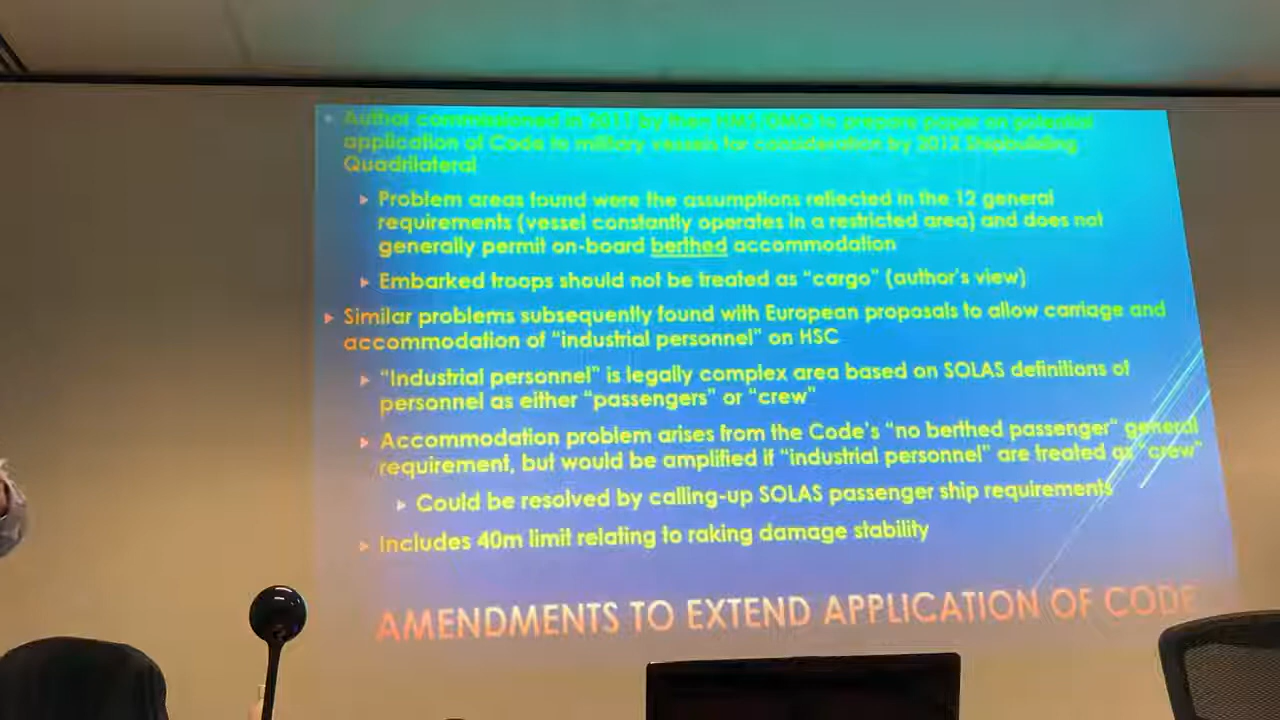 Author commissioned in 2011 by then HMS/DMO to prepare paper on potential
application of Code to military vessels for consideration by 2012 Shipbuilding
Quadrilateral
Problem areas found were the assumptions reflected in the 12 general
requirements (vessel constantly operates in a restricted area) and does not
generally permit on-board berthed accommodation
Embarked troops should not be treated as "cargo" (author's view)
Similar problems subsequently found with European proposals to allow carriage and
accommodation of "industrial personnel" on HSC
"Industrial personnel" is legally complex area based on SOLAS definitions of
personnel as either "passengers" or "crew"
Accommodation problem arises from the Code's "no berthed passenger" general
requirement, but would be amplified if "industrial personnel" are treated as "crew"
Could be resolved by calling-up SOLAS passenger ship requirements
Includes 40m limit relating to raking damage stability
AMENDMENTS TO EXTEND APPLICATION OF CODE